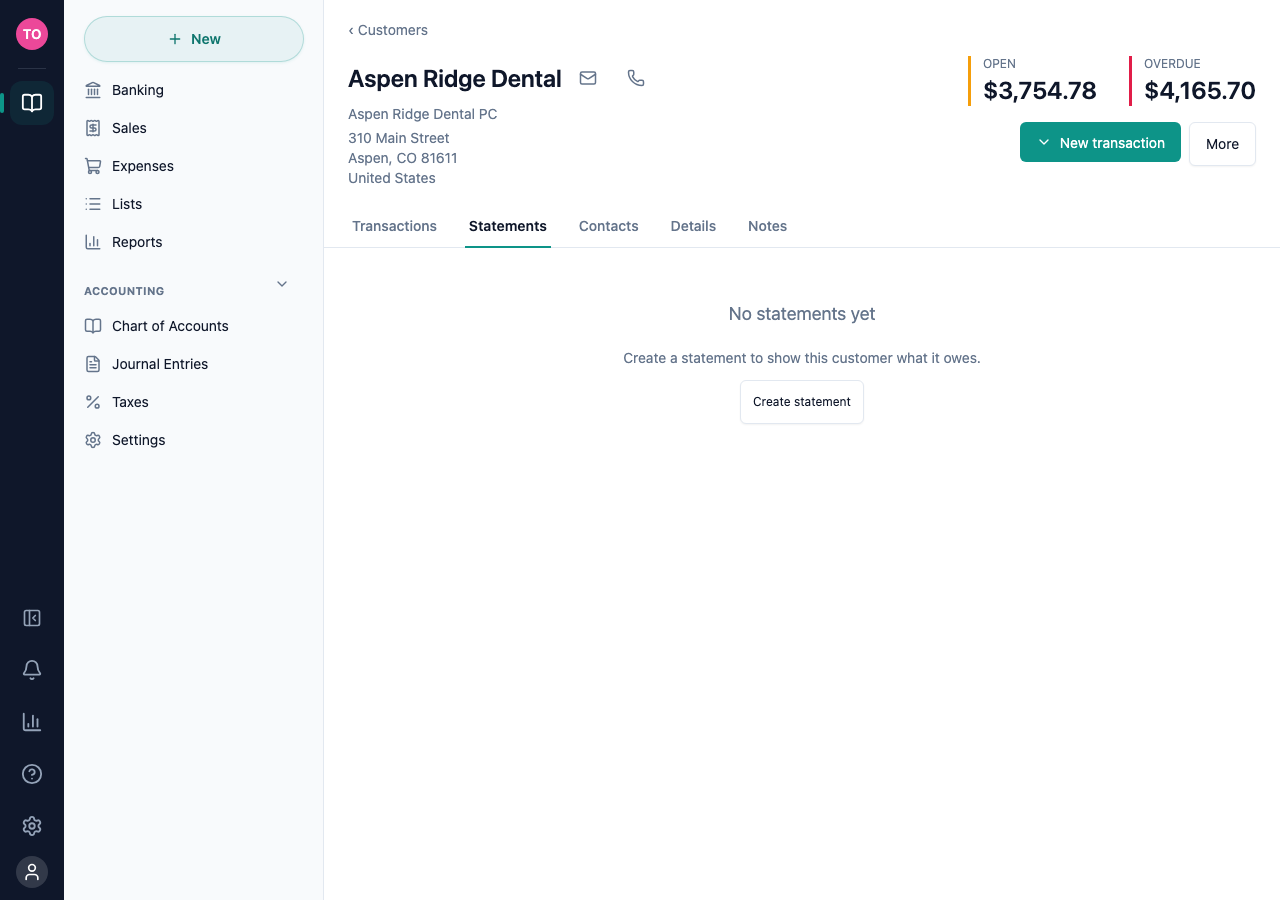 TO
New
Banking
Sales
Expenses
Lists
Reports
ACCOUNTING
Chart of Accounts
Journal Entries
Taxes
Settings
‹ Customers
Aspen Ridge Dental
Aspen Ridge Dental PC
310 Main Street
Aspen, CO 81611
United States
OPEN
$3,754.78
OVERDUE
$4,165.70
New transaction
More
Transactions
Statements
Contacts
Details
Notes
No statements yet
Create a statement to show this customer what it owes.
Create statement